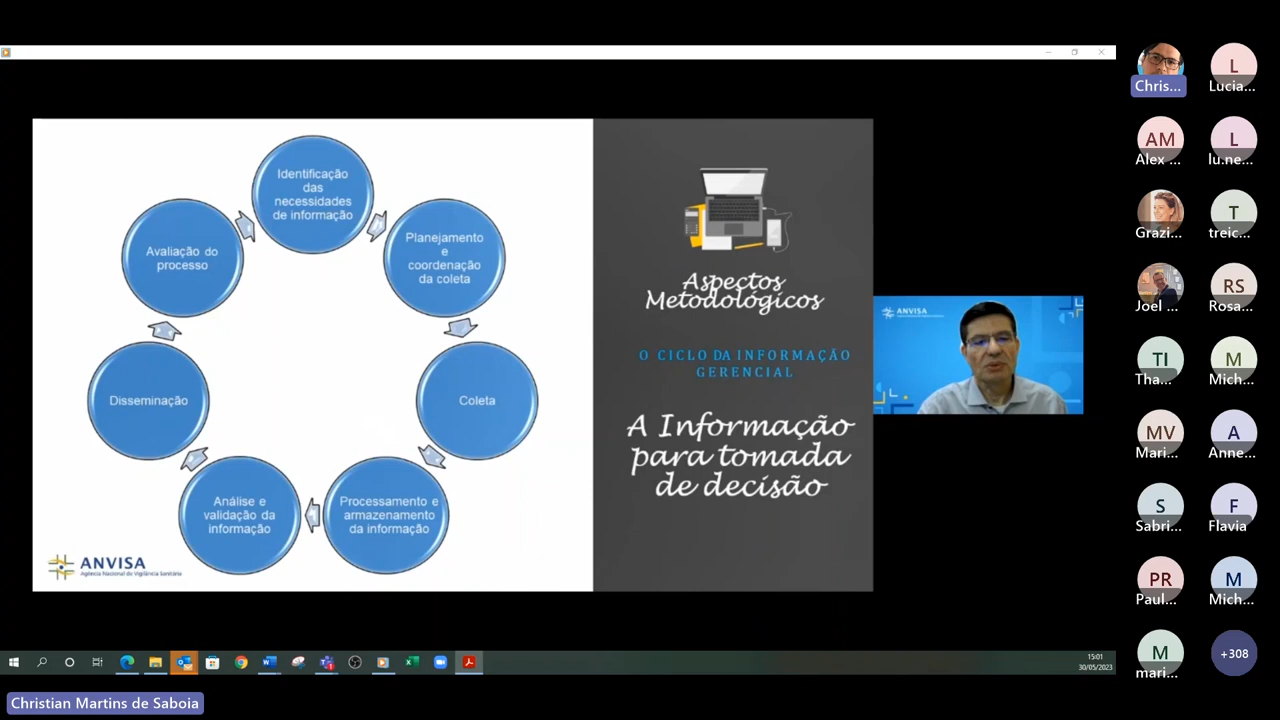 Identificação
das
necessidades
de informação
Planejamento
e
coordenação
da coleta
Coleta
Processamento e
armazenamento
da informação
Análise e
validação da
informação
Disseminação
Avaliação do
processo
ANVISA
Agência Nacional de Vigilância Sanitária
Aspectos
Metodológicos
O CICLO DA INFORMAÇÃO
GERENCIAL
A Informação
para tomada
de decisão
ANVISA
Chris...
L
Lucia...
AM
Alex ...
L
lu.ne...
Grazi...
T
treic...
Joel ...
RS
Rosa...
TI
Tha...
M
Mich...
MV
Mari...
A
Anne...
S
Sabri...
F
Flavia
PR
Paul...
M
Mich...
M
mari...
+308
15:01
30/05/2023
Christian Martins de Saboia